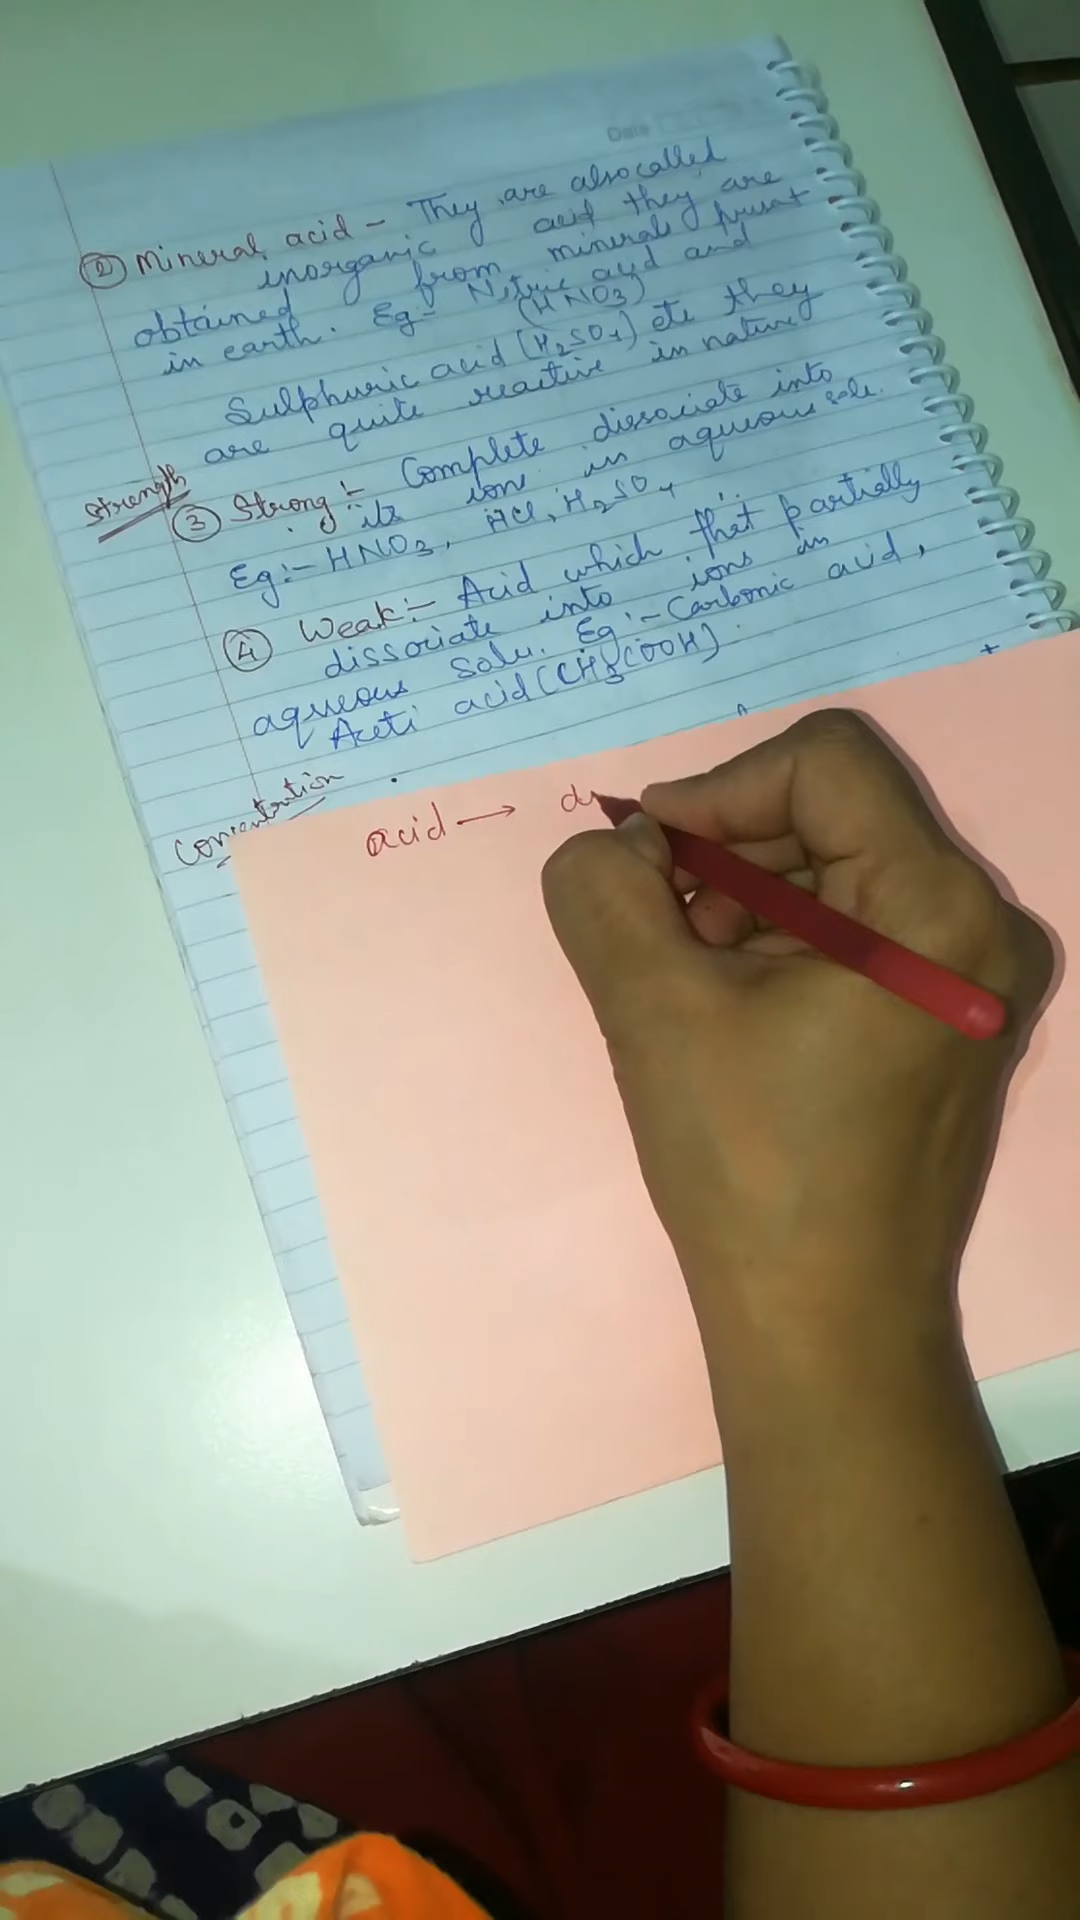 Date
② Mineral acid - They are also called
inorganic acid they are
obtained from minerals present
in earth. Eg- Nitric acid and
(HNO3)
Sulphuric acid (H2SO4) etc they
are quite reactive in nature
Strength
③ Strong :- Complete dissociate into
its ions in aqueous solu.
Eg:- HNO3, HCl, H2SO4
④ Weak :- Acid which that partially
dissociate into ions in
aqueous solu. Eg:- Carbonic acid,
Aceti acid (CH3COOH).
Concentration
acid →